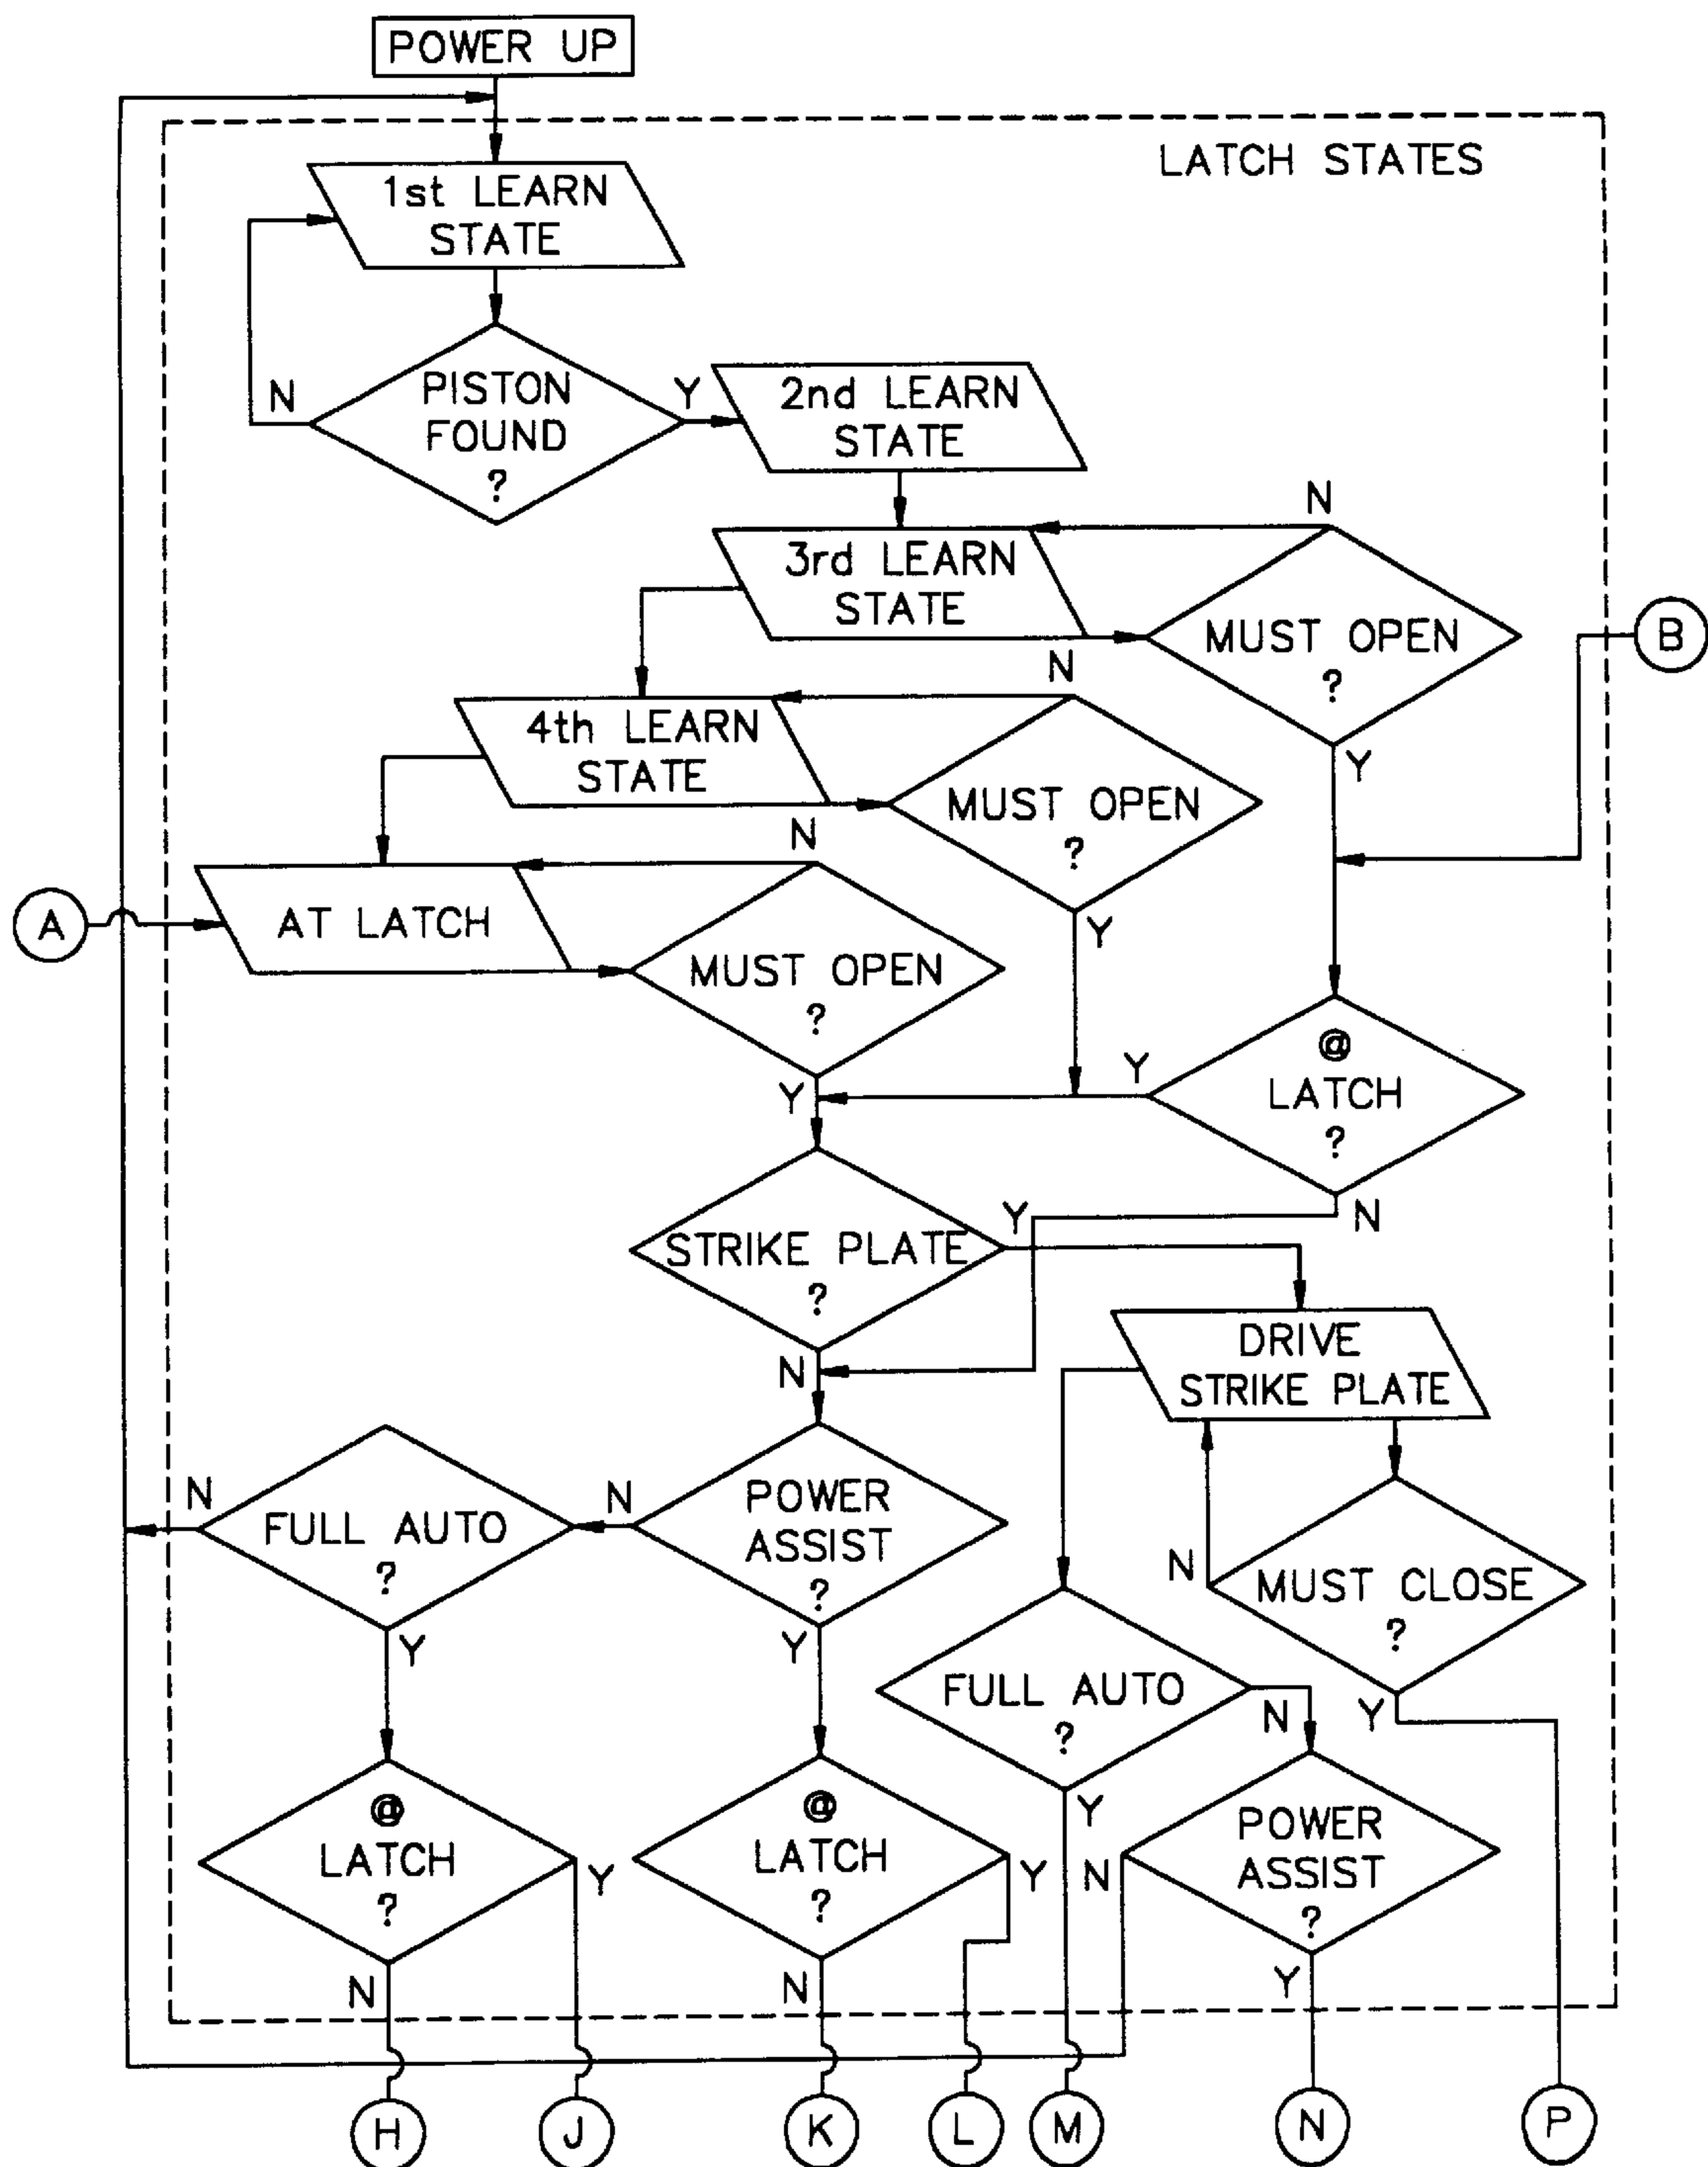 POWER UP
LATCH STATES
1st LEARN
STATE
N
PISTON
FOUND
?
Y
2nd LEARN
STATE
N
3rd LEARN
STATE
MUST OPEN
?
B
N
Y
4th LEARN
STATE
MUST OPEN
?
N
Y
A
AT LATCH
MUST OPEN
?
@
LATCH
?
Y
Y
N
STRIKE PLATE
?
Y
N
DRIVE
STRIKE PLATE
N
FULL AUTO
?
N
POWER
ASSIST
?
N
MUST CLOSE
?
Y
Y
FULL AUTO
?
N
Y
Y
@
LATCH
?
Y
@
LATCH
?
Y
N
POWER
ASSIST
?
N
N
Y
H
J
K
L
M
N
P